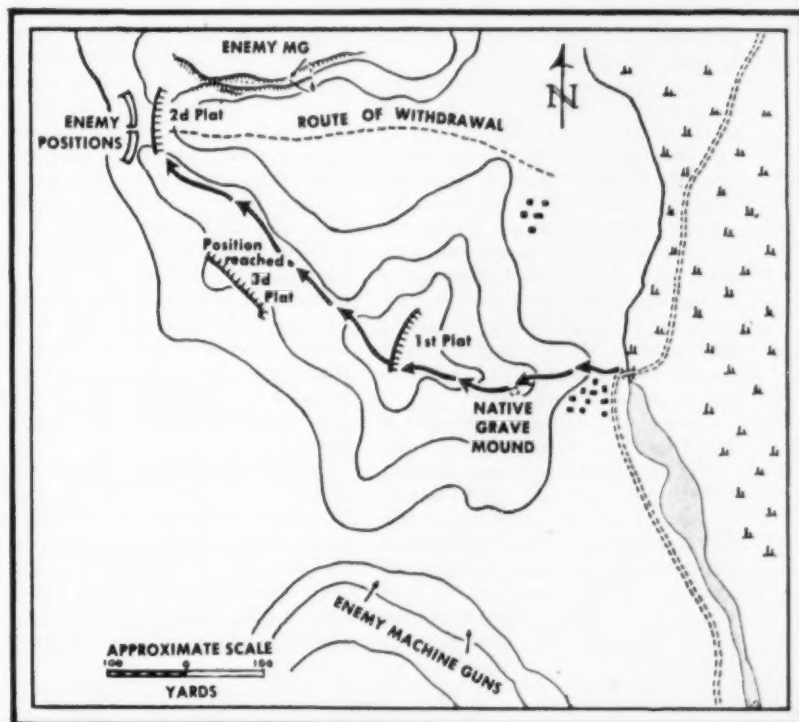 ENEMY MG
N
ENEMY
POSITIONS
2d Plat
ROUTE OF WITHDRAWAL
Position
reached
3d
Plat
1st Plat
NATIVE
GRAVE
MOUND
ENEMY MACHINE GUNS
APPROXIMATE SCALE
100 0 100
YARDS